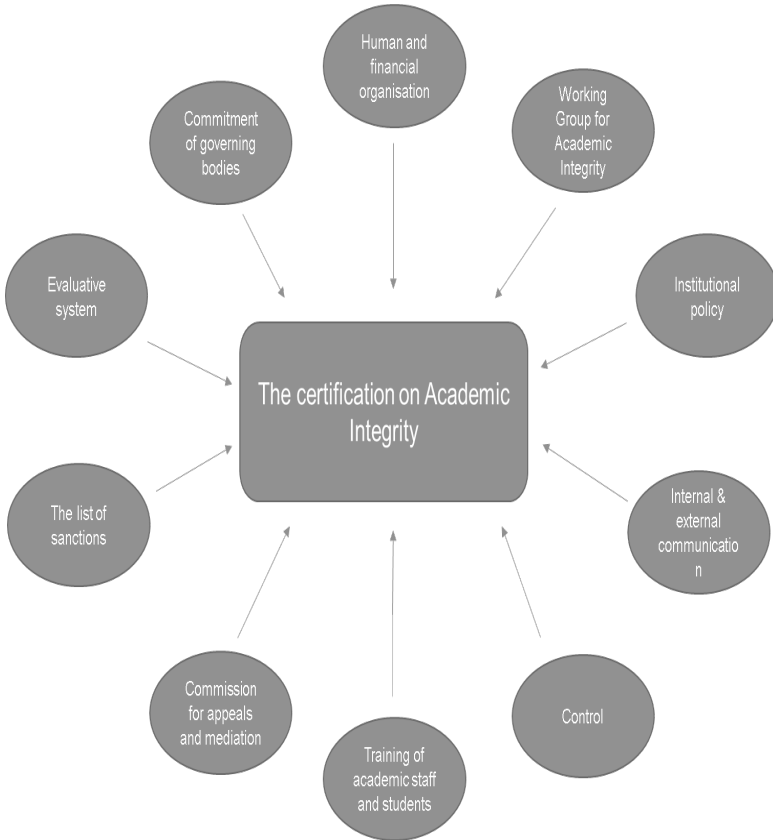 Human and
financial
organisation
Working
Group for
Academic
Integrity
Institutional
policy
Internal &
external
communicatio
n
Control
Training of
academic staff
and students
Commission
for appeals
and mediation
The list of
sanctions
Evaluative
system
Commitment
of governing
bodies
The certification on Academic
Integrity